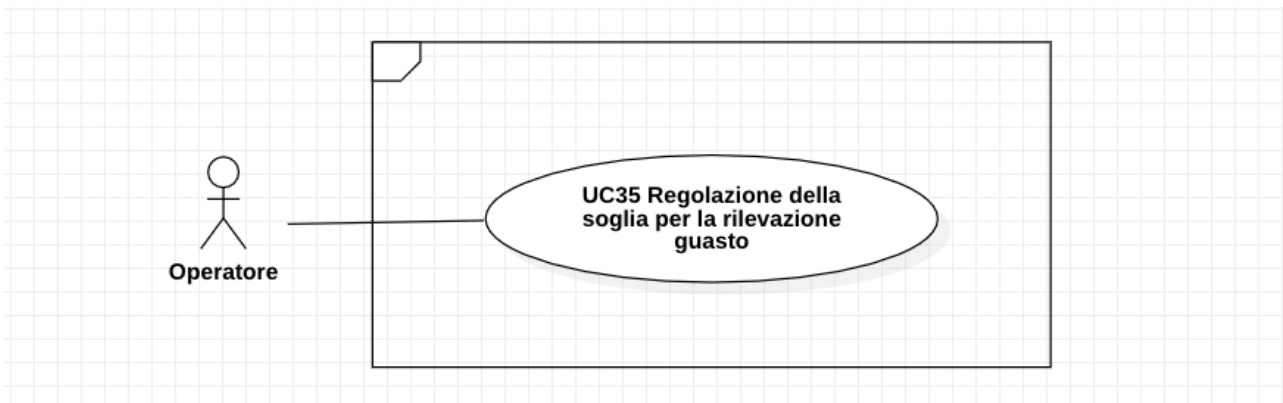 UC35 Regolazione della
soglia per la rilevazione
guasto
Operatore